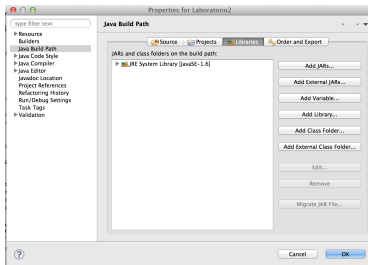 Properties for Laboratorio2
type filter text
Resource
Builders
Java Build Path
Java Code Style
Java Compiler
Java Editor
Javadoc Location
Project References
Refactoring History
Run/Debug Settings
Task Tags
Validation
Java Build Path
Source
Projects
Libraries
Order and Export
JARs and class folders on the build path:
JRE System Library [JavaSE-1.6]
Add JARs...
Add External JARs...
Add Variable...
Add Library...
Add Class Folder...
Add External Class Folder...
Edit...
Remove
Migrate JAR File...
?
Cancel
OK